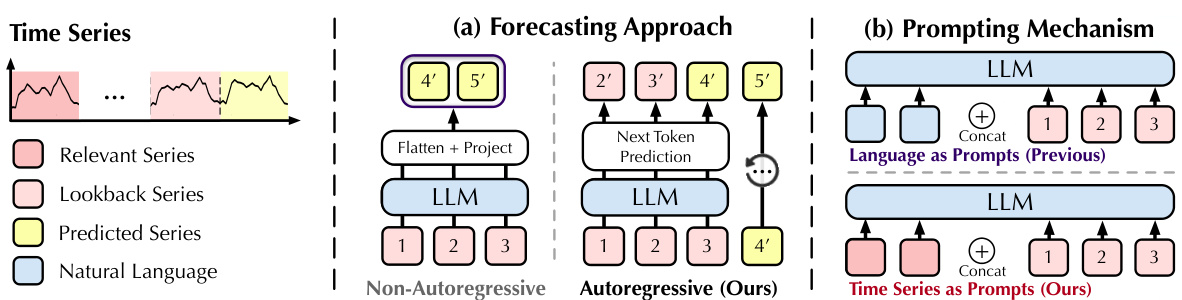 Time Series
...
Relevant Series
Lookback Series
Predicted Series
Natural Language
(a) Forecasting Approach
4′ 5′
Flatten + Project
LLM
1 2 3
Non-Autoregressive
2′ 3′ 4′ 5′
Next Token
Prediction
...
LLM
1 2 3 4′
Autoregressive (Ours)
(b) Prompting Mechanism
LLM
+ 1 2 3
Concat
Language as Prompts (Previous)
LLM
+ 1 2 3
Concat
Time Series as Prompts (Ours)